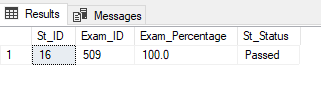 Results Messages
St_ID Exam_ID Exam_Percentage St_Status
1 16 509 100.0 Passed